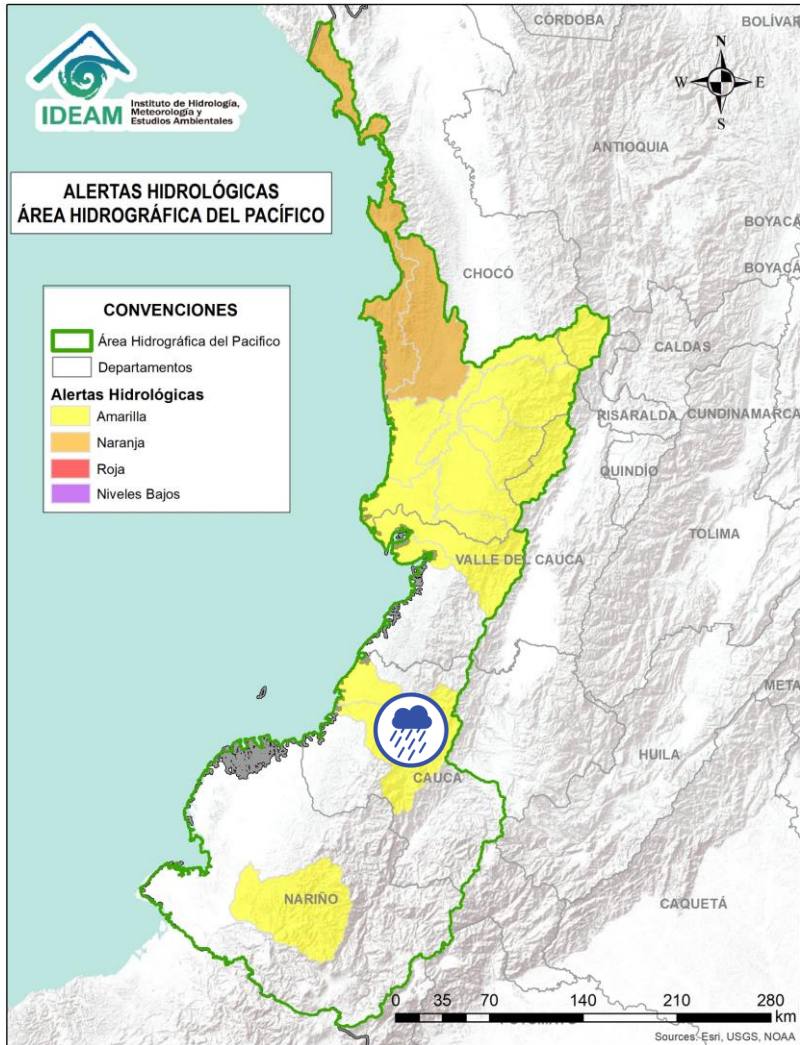 IDEAM
Instituto de Hidrología,
Meteorología y
Estudios Ambientales
ALERTAS HIDROLÓGICAS
ÁREA HIDROGRÁFICA DEL PACÍFICO
CONVENCIONES
Área Hidrográfica del Pacifico
Departamentos
Alertas Hidrológicas
Amarilla
Naranja
Roja
Niveles Bajos
N
W
E
S
CÓRDOBA
BOLÍVAR
ANTIOQUIA
BOYACÁ
BOYACÁ
CHOCÓ
CALDAS
RISARALDA
CUNDINAMARCA
QUINDÍO
TOLIMA
VALLE DEL CAUCA
META
HUILA
CAUCA
NARIÑO
CAQUETÁ
0 35 70 140 210 280
km
Sources: Esri, USGS, NOAA